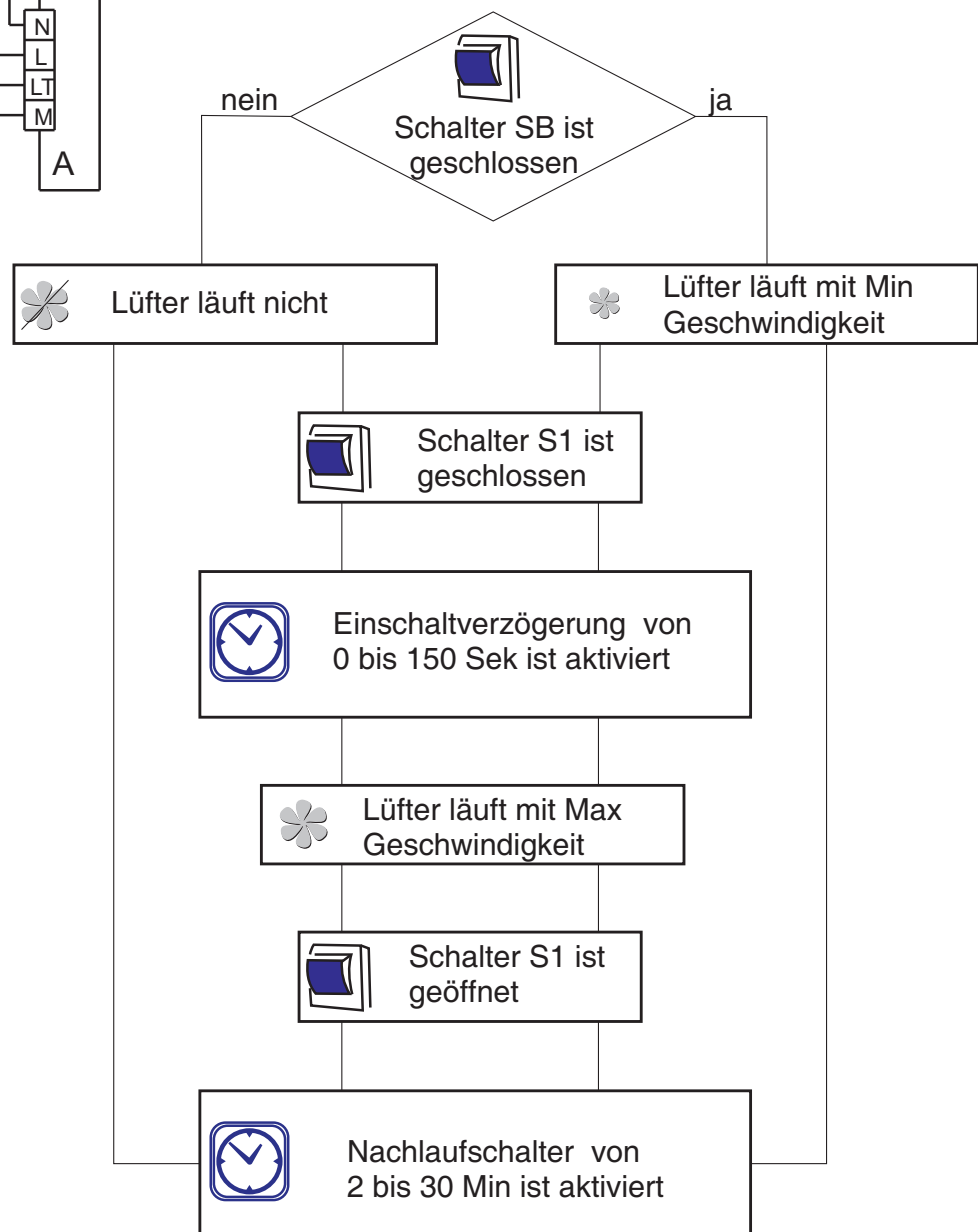 N
L
LT
M
A
Schalter SB ist
geschlossen
nein
ja
Lüfter läuft nicht
Lüfter läuft mit Min
Geschwindigkeit
Schalter S1 ist
geschlossen
Einschaltverzögerung von
0 bis 150 Sek ist aktiviert
Lüfter läuft mit Max
Geschwindigkeit
Schalter S1 ist
geöffnet
Nachlaufschalter von
2 bis 30 Min ist aktiviert